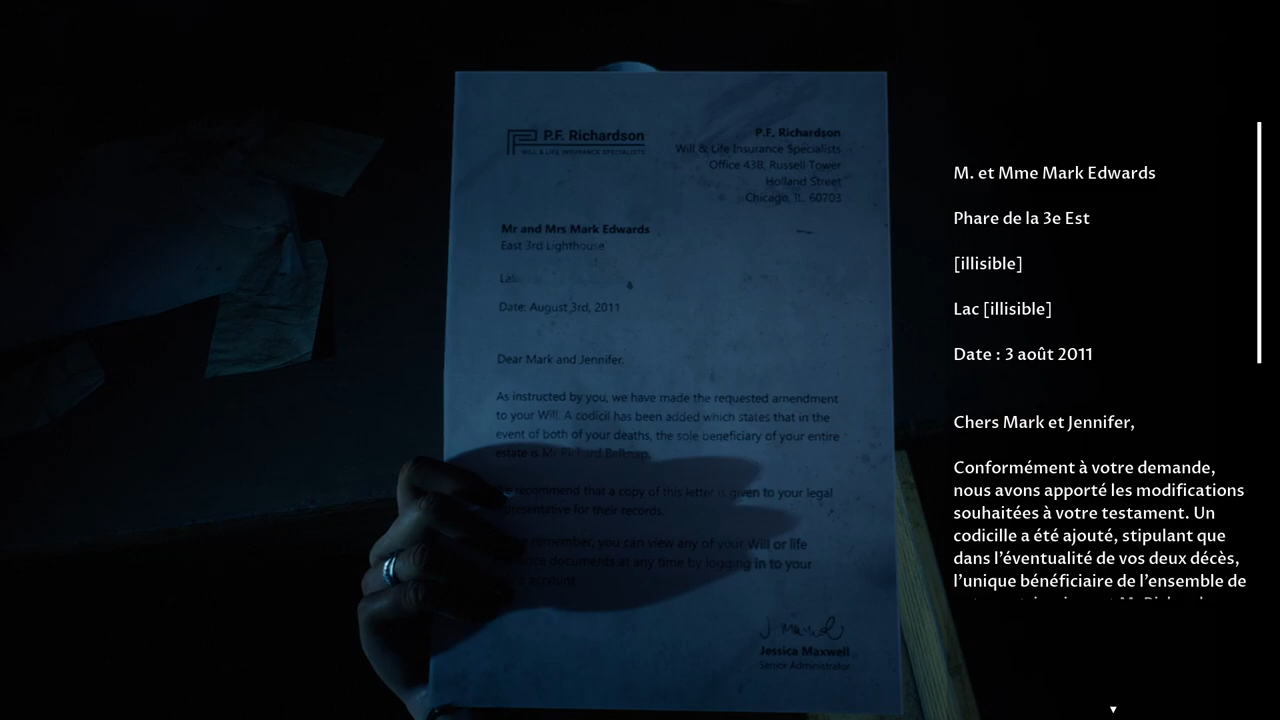 P.F. Richardson
WILL & LIFE INSURANCE SPECIALISTS
P.F. Richardson
Will & Life Insurance Specialists
Office 43B, Russell Tower
Holland Street
Chicago, IL. 60703
Mr and Mrs Mark Edwards
East 3rd Lighthouse
Date: August 3rd, 2011
Dear Mark and Jennifer,
As instructed by you, we have made the requested amendment
to your Will. A codicil has been added which states that in the
event of both of your deaths, the sole beneficiary of your entire
estate is Mr Richard Belknap.
recommend that a copy of this letter is given to your legal
for their records.
remember, you can view any of your Will or life
documents at any time by logging in to your
account
Jessica Maxwell
Senior Administrator
M. et Mme Mark Edwards
Phare de la 3e Est
[illisible]
Lac [illisible]
Date : 3 août 2011
Chers Mark et Jennifer,
Conformément à votre demande,
nous avons apporté les modifications
souhaitées à votre testament. Un
codicille a été ajouté, stipulant que
dans l'éventualité de vos deux décès,
l'unique bénéficiaire de l'ensemble de